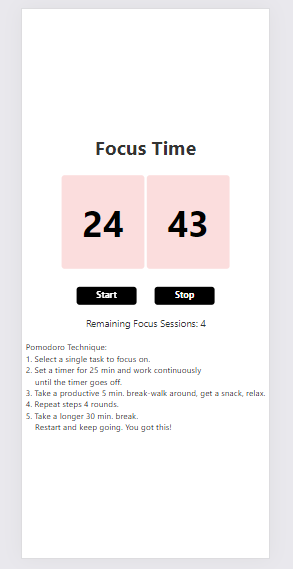 Focus Time
24 43
Start Stop
Remaining Focus Sessions: 4
Pomodoro Technique:
1. Select a single task to focus on.
2. Set a timer for 25 min and work continuously
until the timer goes off.
3. Take a productive 5 min. break-walk around, get a snack, relax.
4. Repeat steps 4 rounds.
5. Take a longer 30 min. break.
Restart and keep going. You got this!